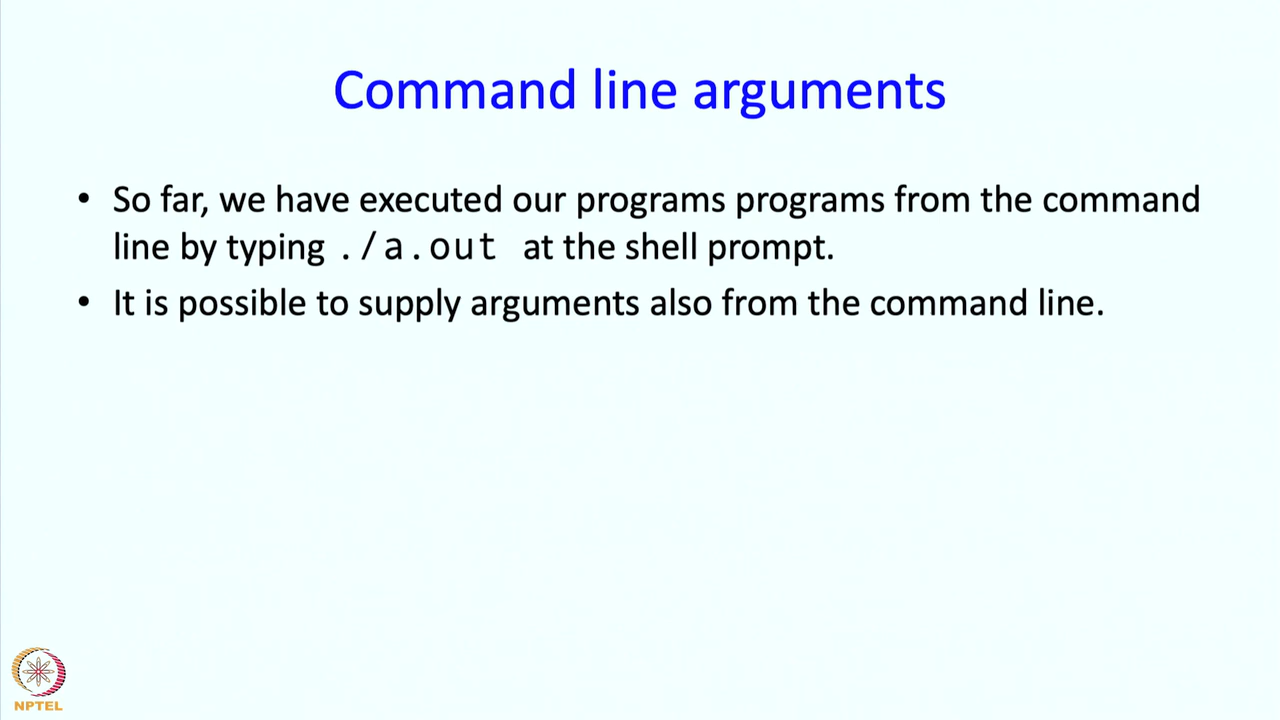 Command line arguments
• So far, we have executed our programs programs from the command
line by typing ./a.out at the shell prompt.
• It is possible to supply arguments also from the command line.
NPTEL